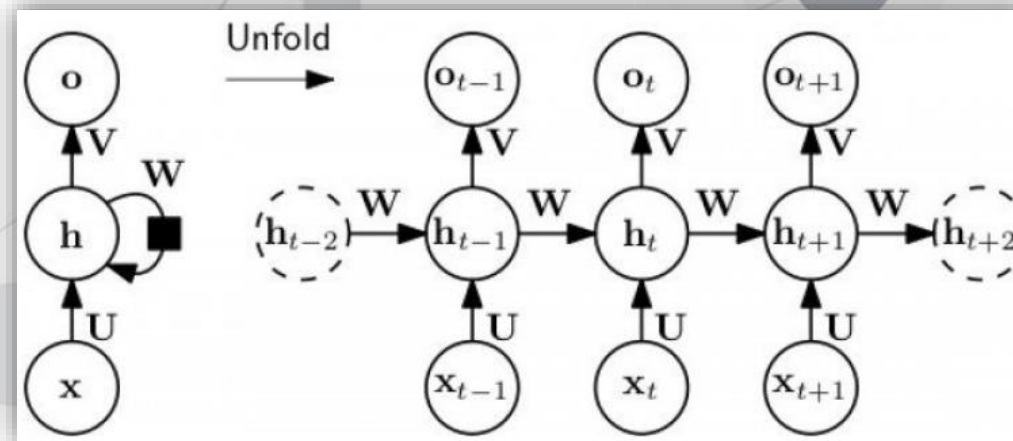 Unfold
o o_{t−1} o_t o_{t+1}
V V V V
W W W W W
h h_{t−2} h_{t−1} h_t h_{t+1} h_{t+2}
U U U U
x x_{t−1} x_t x_{t+1}